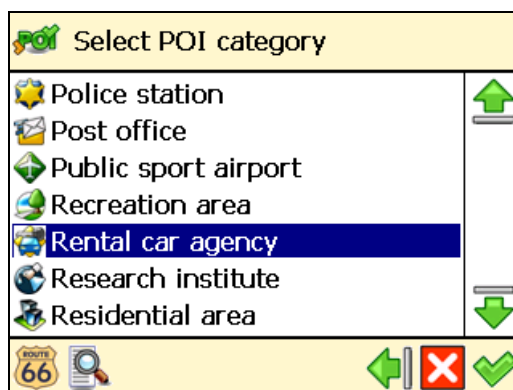 POI Select POI category
Police station
Post office
Public sport airport
Recreation area
Rental car agency
Research institute
Residential area
ROUTE
66